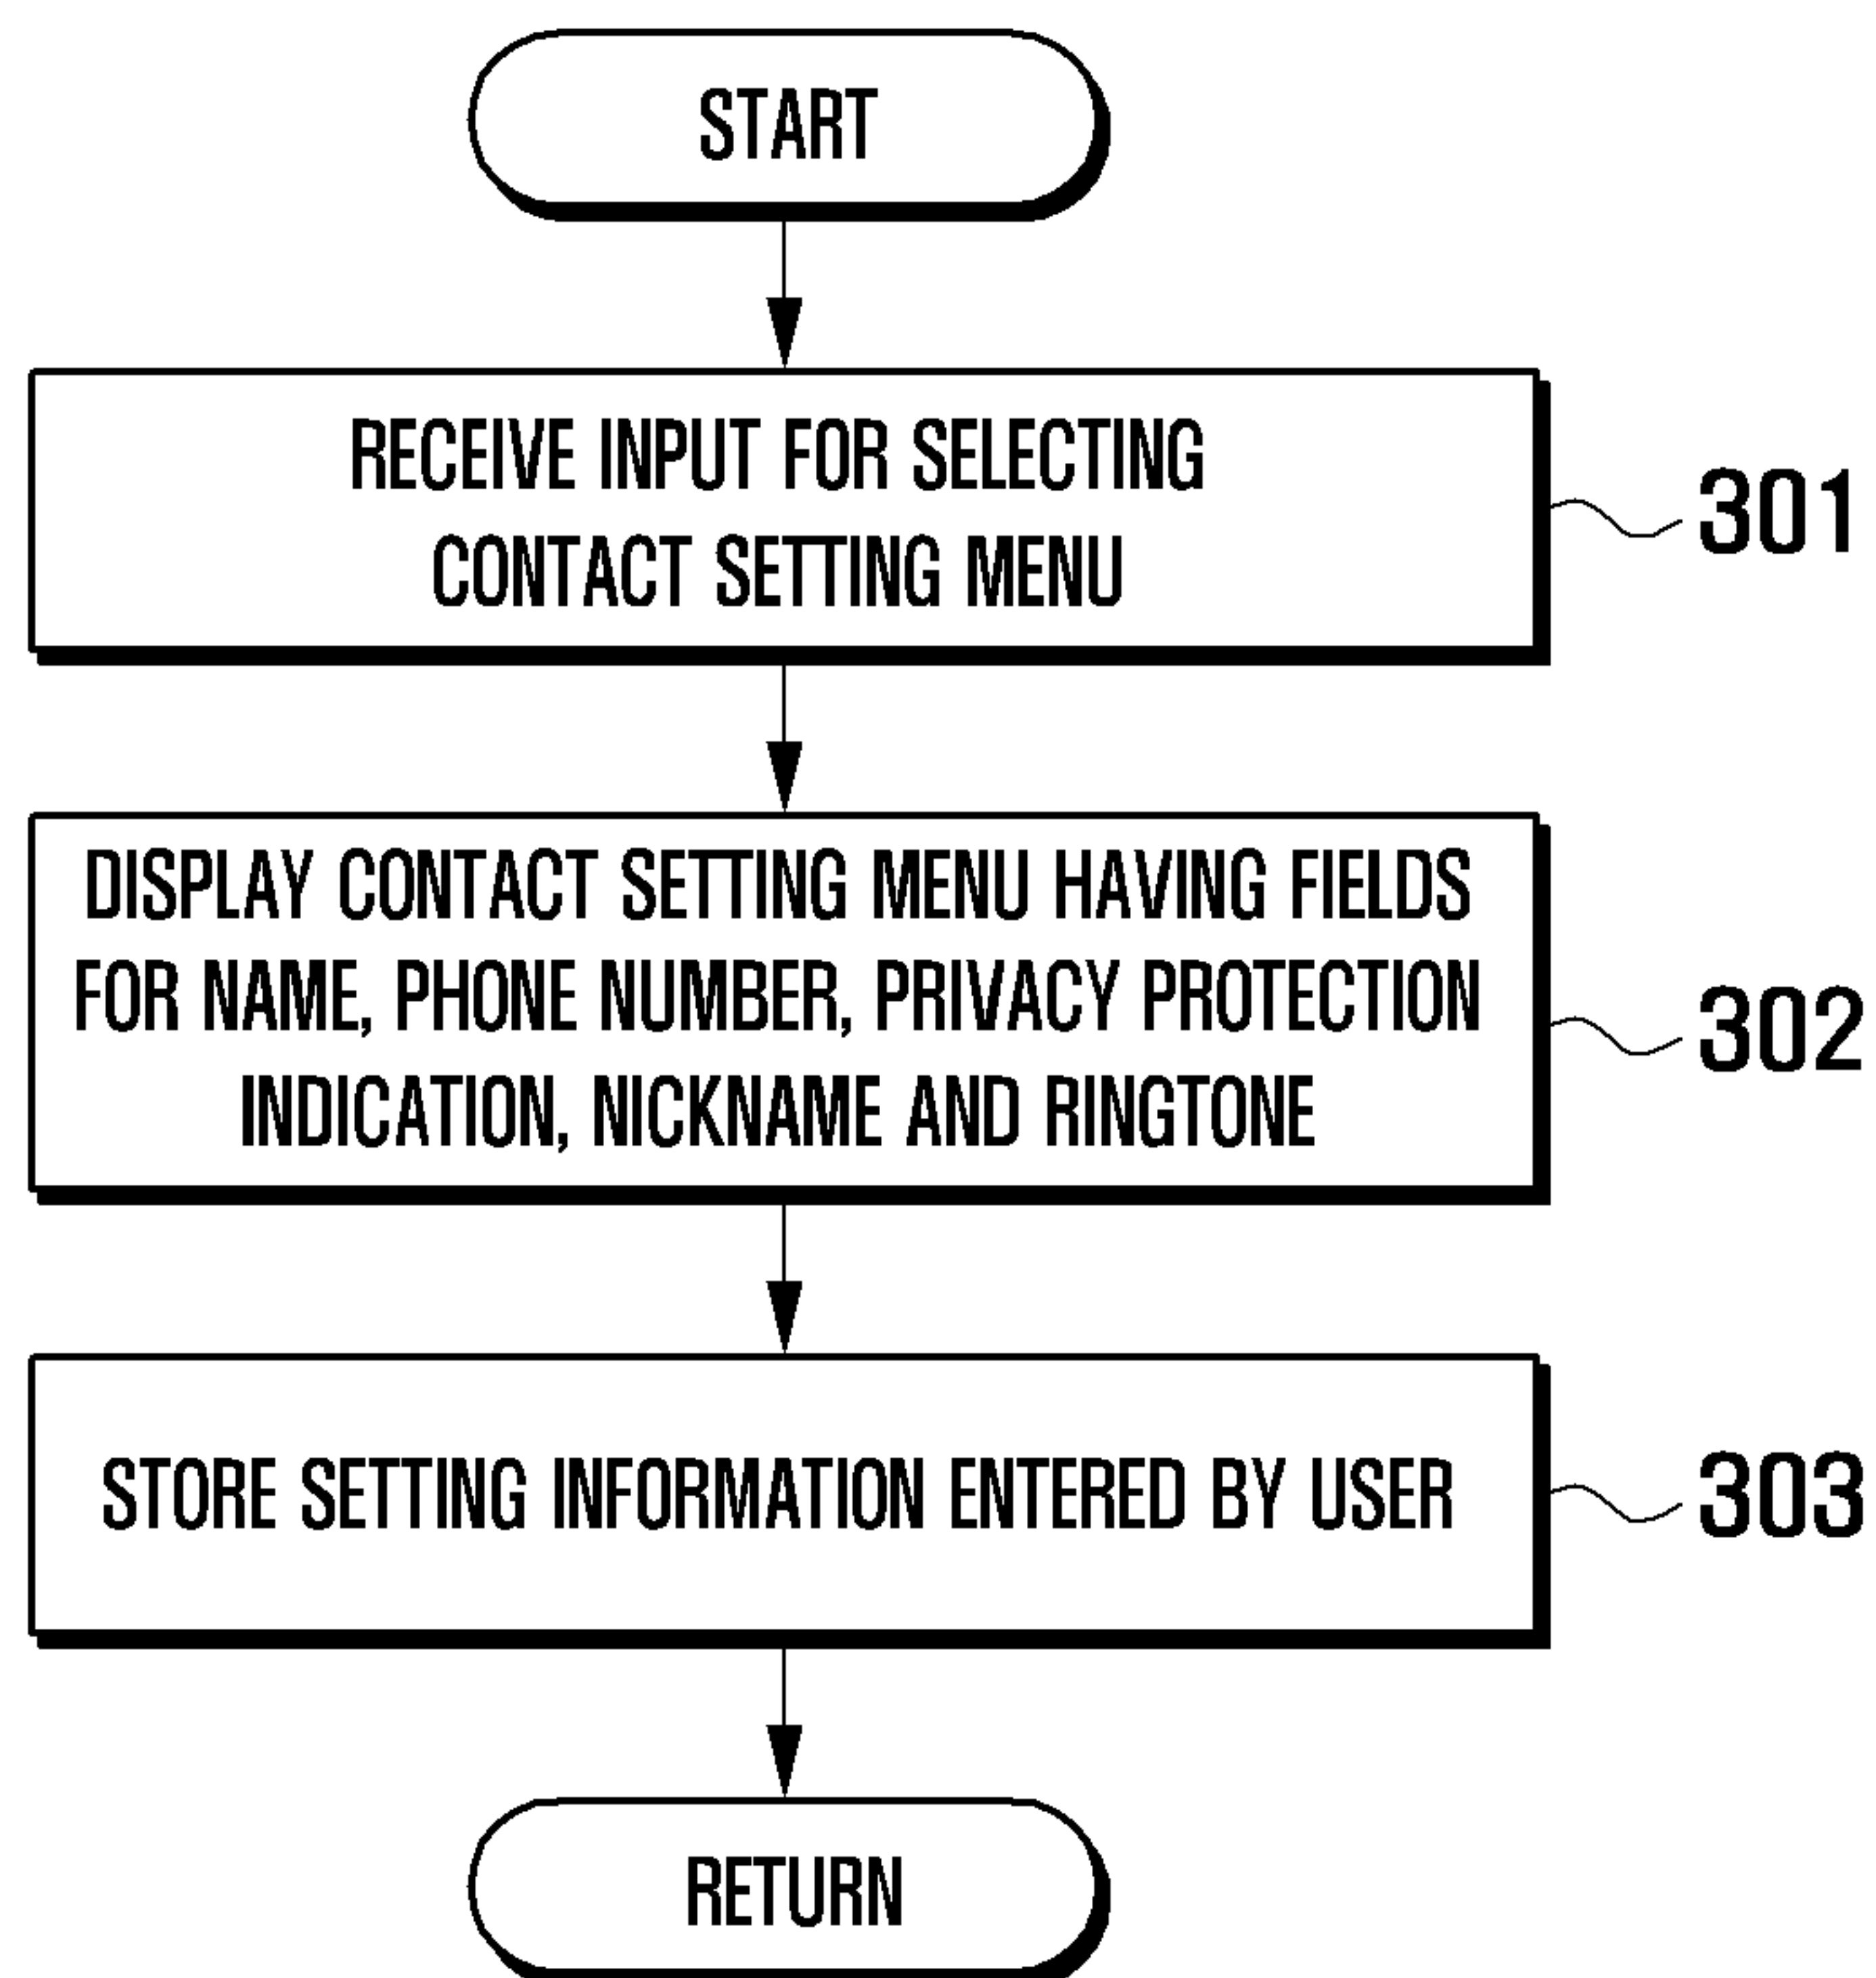 START
RECEIVE INPUT FOR SELECTING
CONTACT SETTING MENU
301
DISPLAY CONTACT SETTING MENU HAVING FIELDS
FOR NAME, PHONE NUMBER, PRIVACY PROTECTION
INDICATION, NICKNAME AND RINGTONE
302
STORE SETTING INFORMATION ENTERED BY USER
303
RETURN